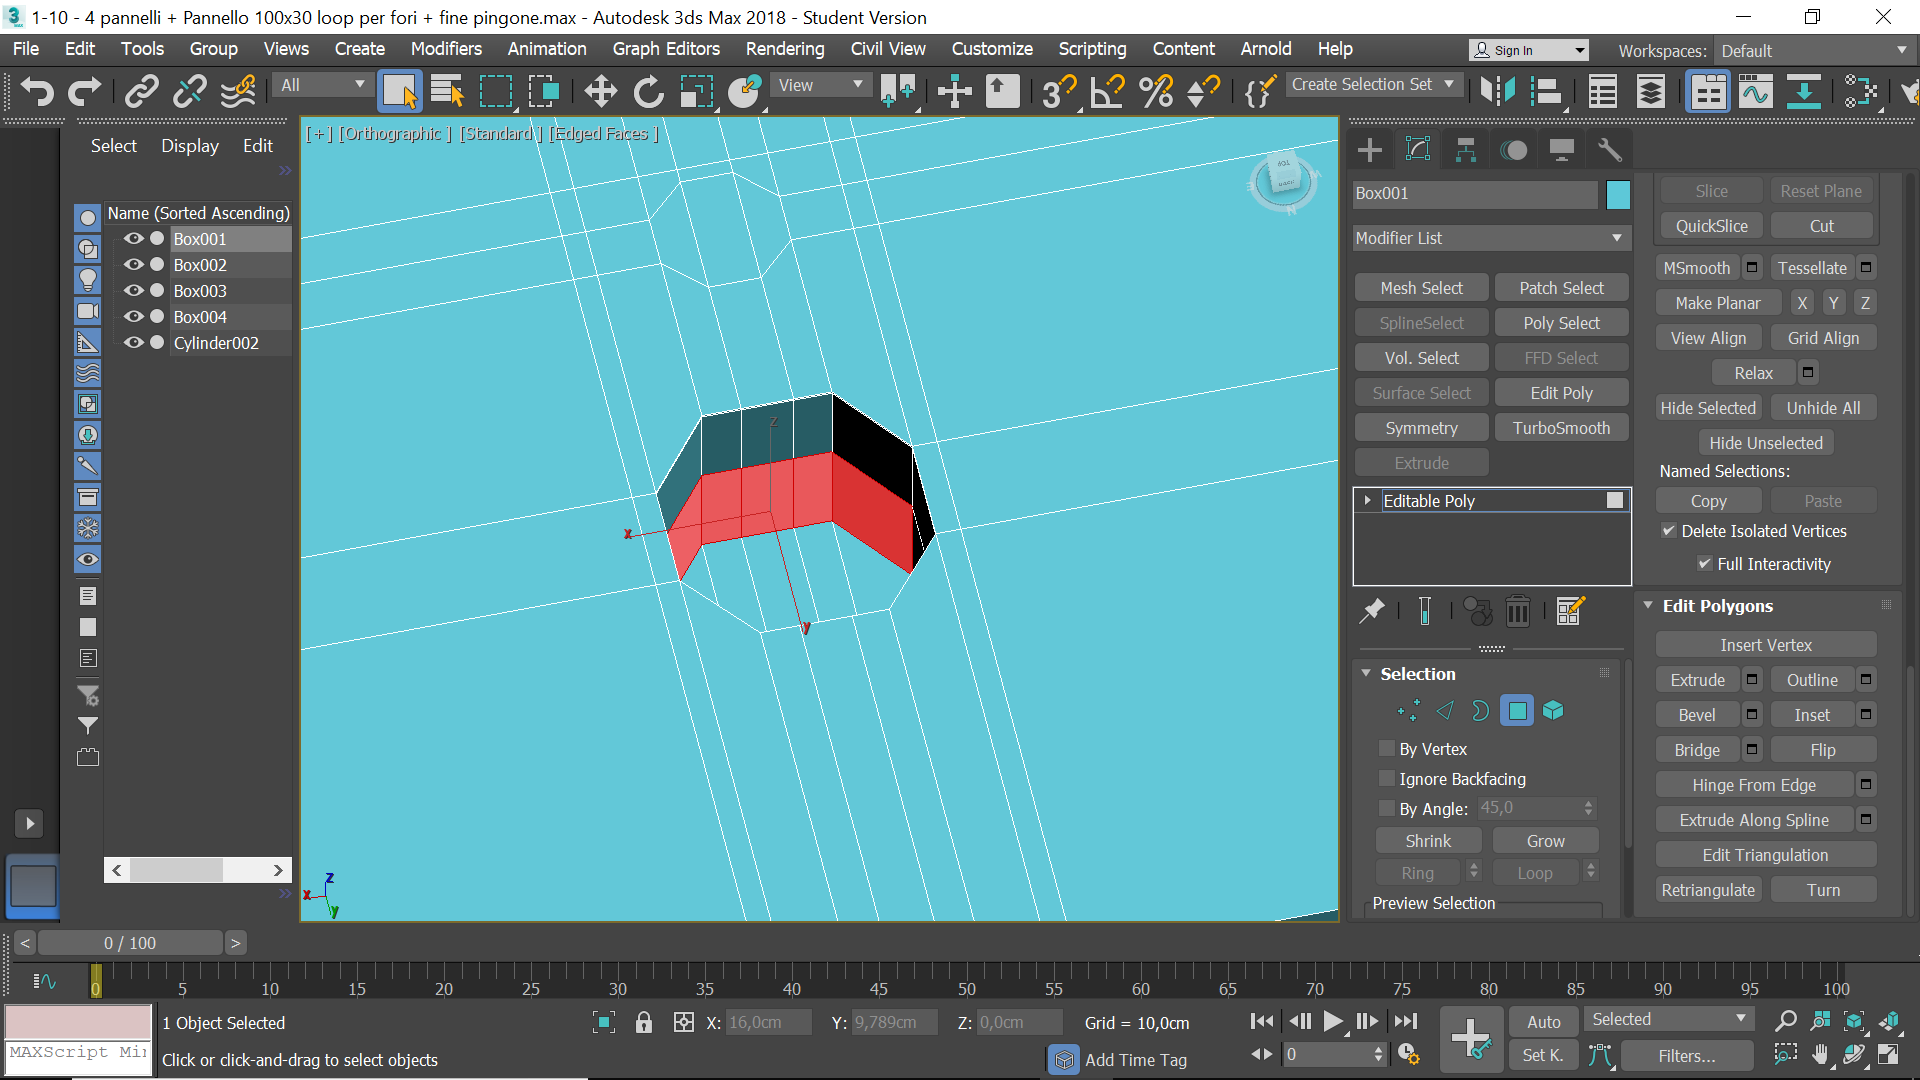 1-10 - 4 pannelli + Pannello 100x30 loop per fori + fine pingone.max - Autodesk 3ds Max 2018 - Student Version
File Edit Tools Group Views Create Modifiers Animation Graph Editors Rendering Civil View Customize Scripting Content Arnold Help Sign In Workspaces: Default
All View Create Selection Set
Select Display Edit
[ + ] [Orthographic ] [Standard ] [Edged Faces ]
Name (Sorted Ascending)
Box001
Box002
Box003
Box004
Cylinder002
z
x
y
z
x
y
TOP
N
Box001
Modifier List
Mesh Select Patch Select
SplineSelect Poly Select
Vol. Select FFD Select
Surface Select Edit Poly
Symmetry TurboSmooth
Extrude
Editable Poly
Selection
By Vertex
Ignore Backfacing
By Angle: 45,0
Shrink Grow
Ring Loop
Preview Selection
Slice Reset Plane
QuickSlice Cut
MSmooth Tessellate
Make Planar X Y Z
View Align Grid Align
Relax
Hide Selected Unhide All
Hide Unselected
Named Selections:
Copy Paste
Delete Isolated Vertices
Full Interactivity
Edit Polygons
Insert Vertex
Extrude Outline
Bevel Inset
Bridge Flip
Hinge From Edge
Extrude Along Spline
Edit Triangulation
Retriangulate Turn
< 0 / 100 >
0 5 10 15 20 25 30 35 40 45 50 55 60 65 70 75 80 85 90 95 100
1 Object Selected X: 16,0cm Y: 9,789cm Z: 0,0cm Grid = 10,0cm Auto Selected
MAXScript Mir Click or click-and-drag to select objects Add Time Tag 0 Set K. Filters...